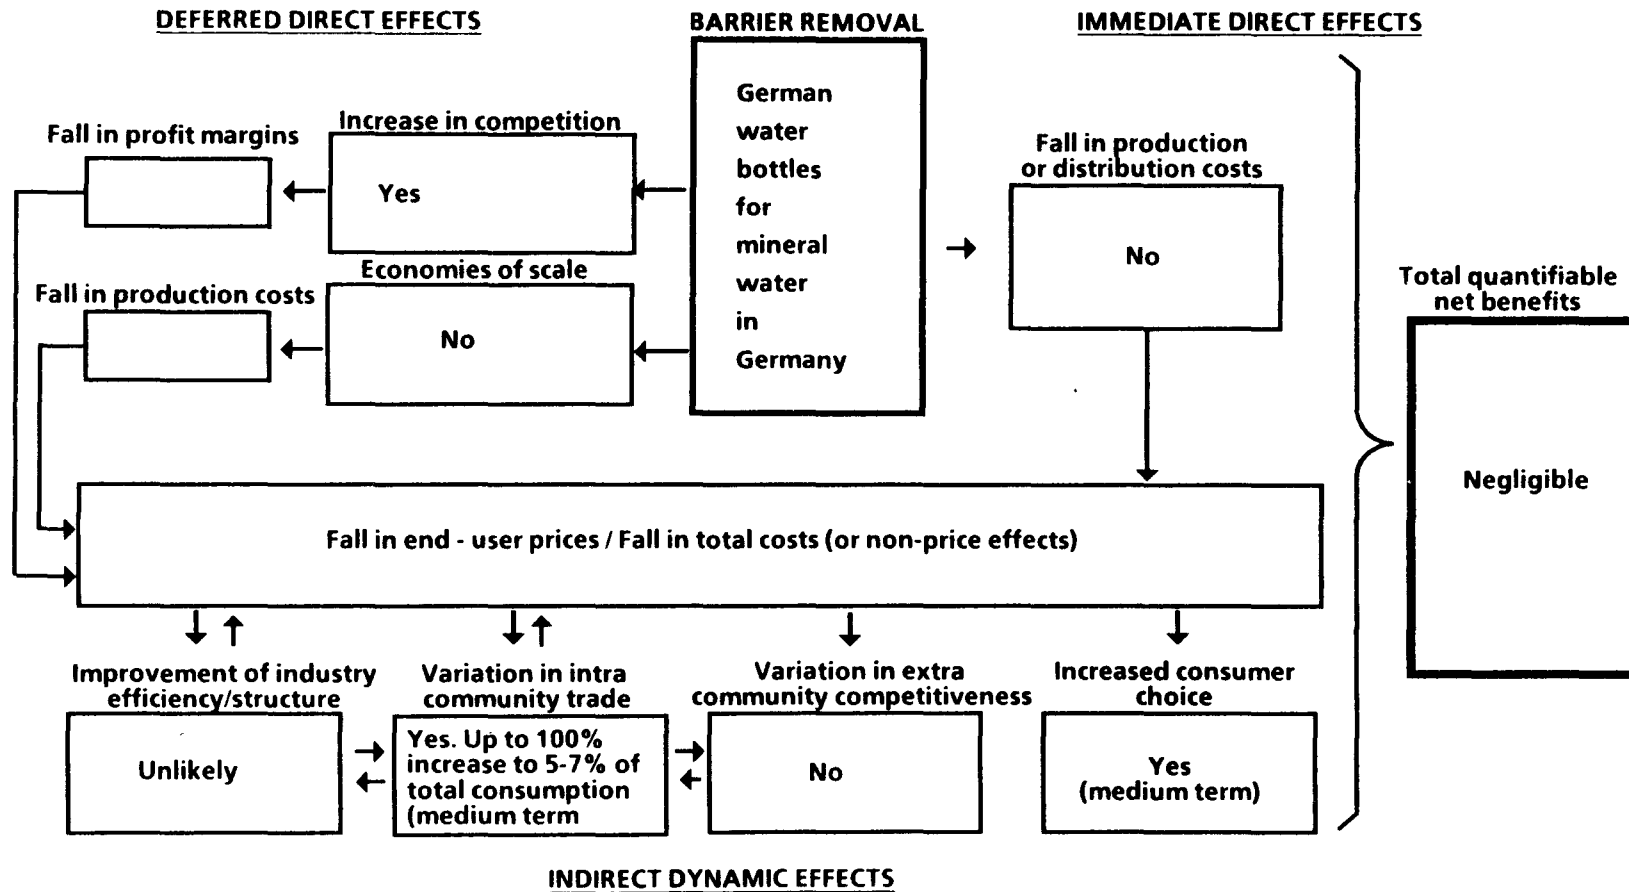 DEFERRED DIRECT EFFECTS
BARRIER REMOVAL
IMMEDIATE DIRECT EFFECTS
German
water
bottles
for
mineral
water
in
Germany
Fall in profit margins
Increase in competition
Yes
Fall in production costs
Economies of scale
No
Fall in production
or distribution costs
No
Total quantifiable
net benefits
Negligible
Fall in end - user prices / Fall in total costs (or non-price effects)
Improvement of industry
efficiency/structure
Unlikely
Variation in intra
community trade
Yes. Up to 100%
increase to 5-7% of
total consumption
(medium term
Variation in extra
community competitiveness
No
Increased consumer
choice
Yes
(medium term)
INDIRECT DYNAMIC EFFECTS